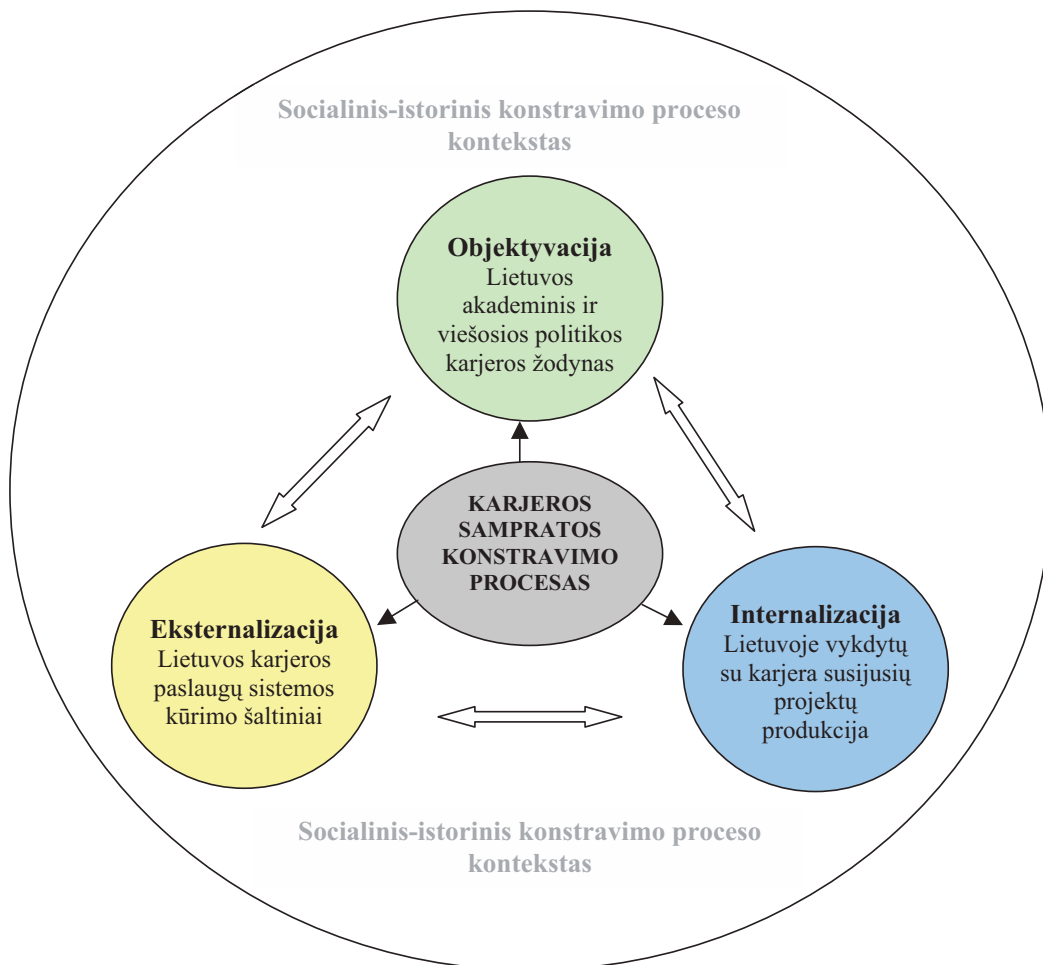 Socialinis-istorinis konstravimo proceso
kontekstas
Objektyvacija
Lietuvos
akademinis ir
viešosios politikos
karjeros žodynas
KARJEROS
SAMPRATOS
KONSTRAVIMO
PROCESAS
Eksternalizacija
Lietuvos karjeros
paslaugų sistemos
kūrimo šaltiniai
Internalizacija
Lietuvoje vykdytų
su karjera susijusių
projektų
produkcija
Socialinis-istorinis konstravimo proceso
kontekstas